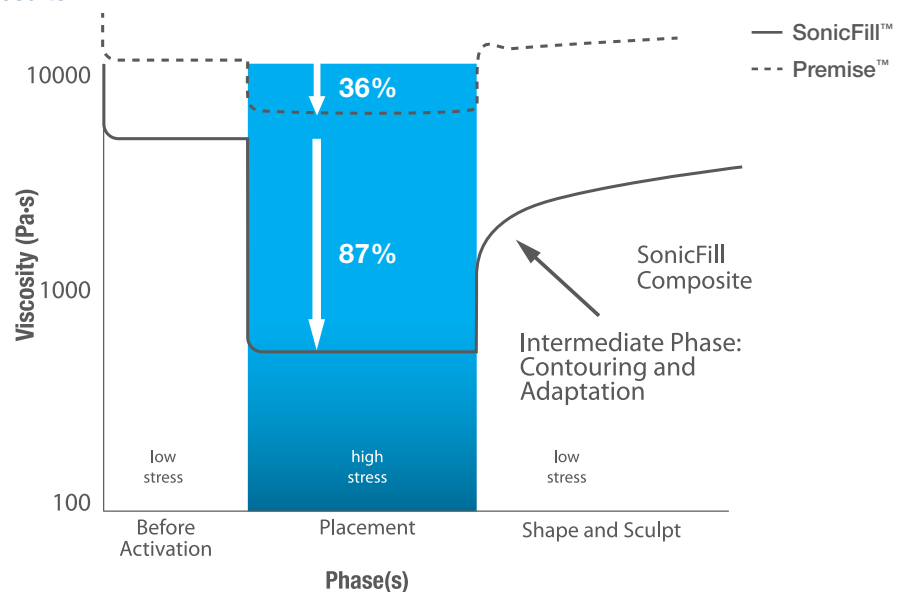 SonicFill™
Premise™
10000
36%
87%
1000
Viscosity (Pa•s)
SonicFill
Composite
Intermediate Phase:
Contouring and
Adaptation
low
stress
high
stress
low
stress
100
Before
Activation
Placement
Shape and Sculpt
Phase(s)